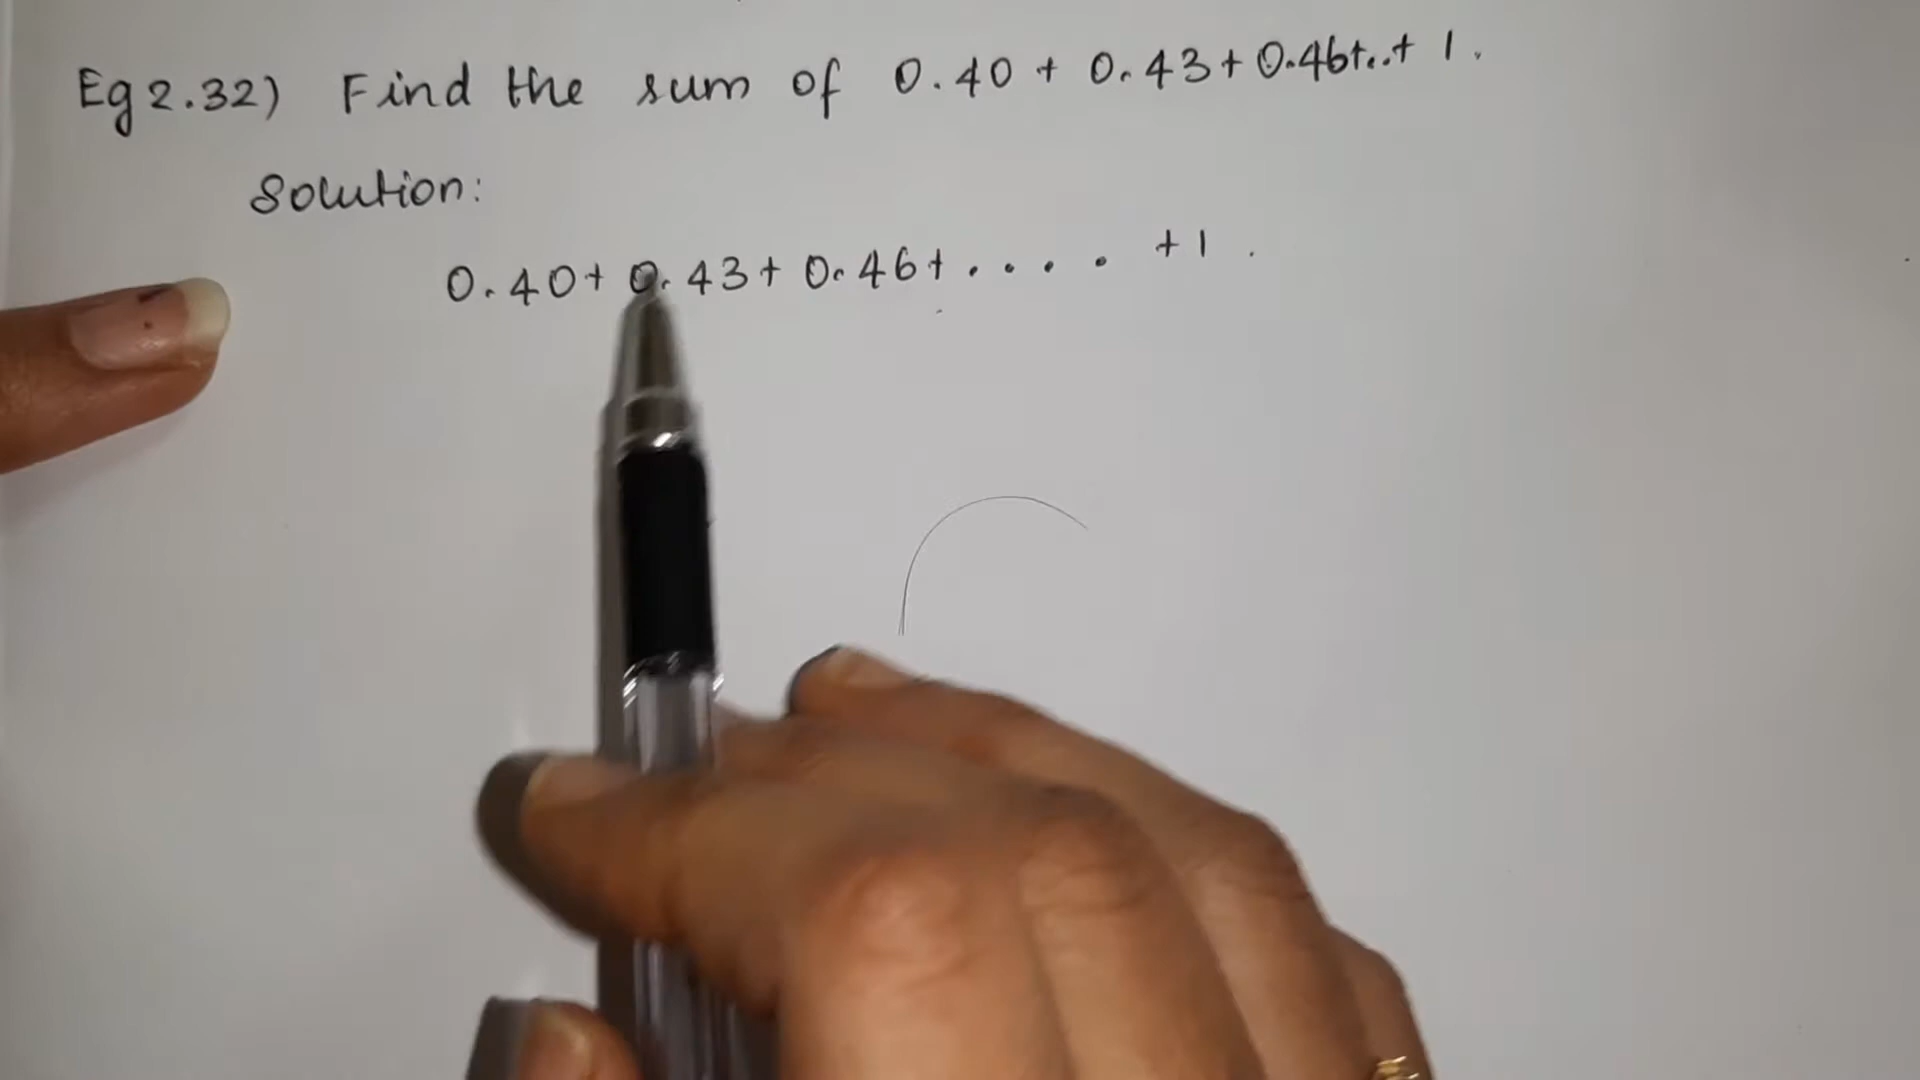 Eg 2.32) Find the sum of 0.40 + 0.43 + 0.46+..+ 1.
Solution:
0.40 + 0.43 + 0.46 + ..... + 1.